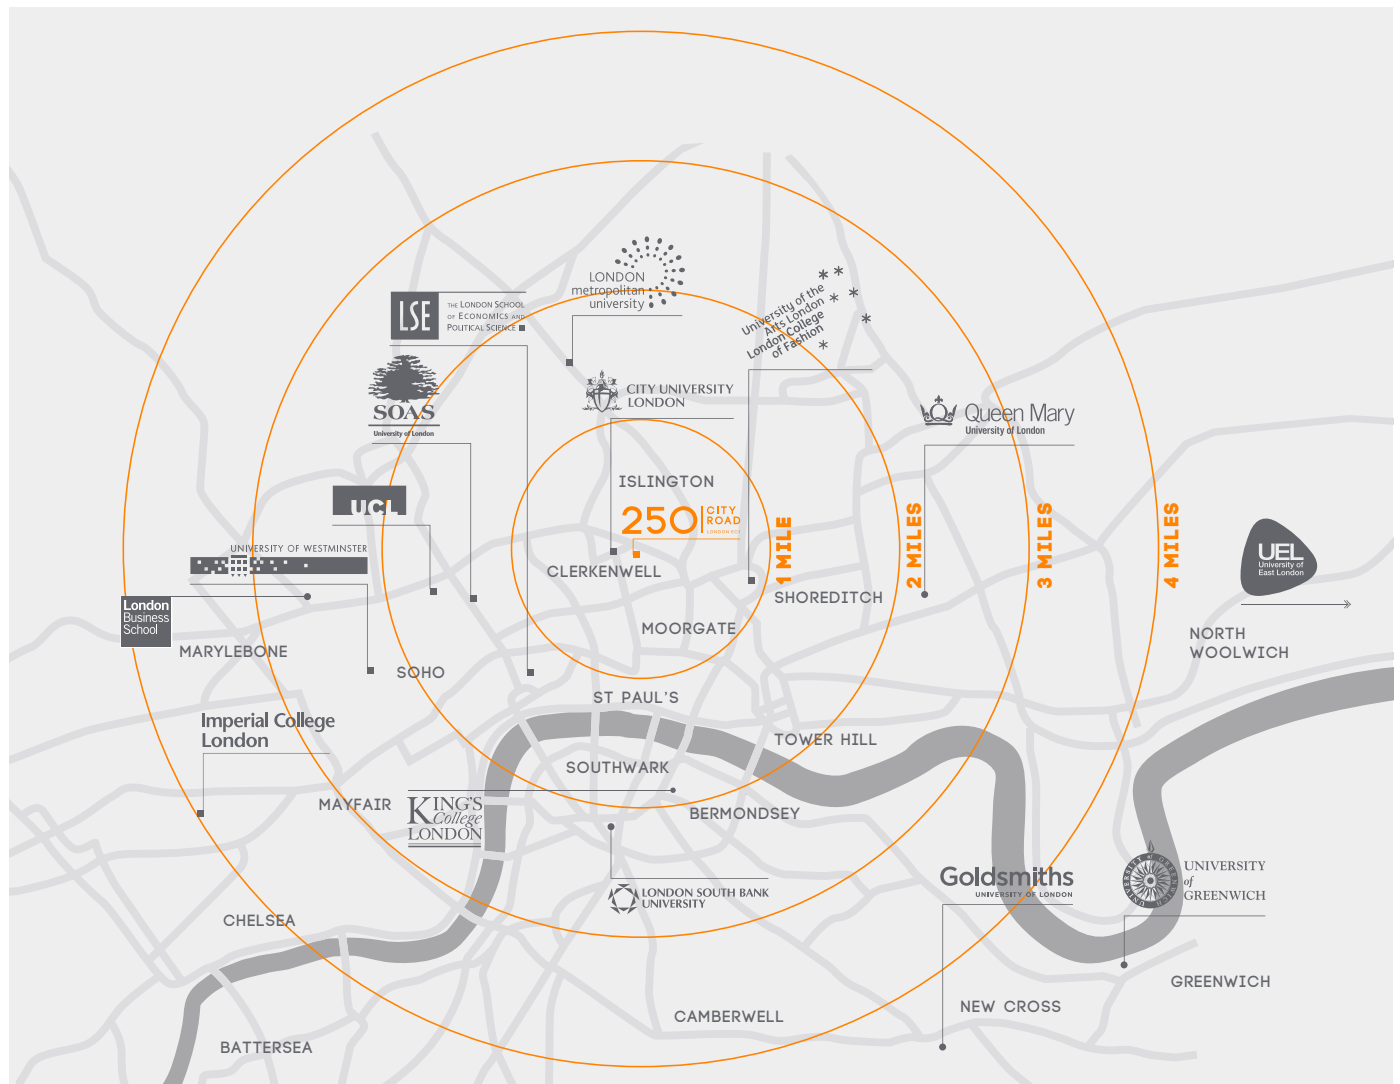 LONDON
metropolitan
university
University of the
Arts London
London College
of Fashion
LSE
THE LONDON SCHOOL
OF ECONOMICS AND
POLITICAL SCIENCE
SOAS
University of London
CITY UNIVERSITY
LONDON
Queen Mary
University of London
ISLINGTON
UCL
250
CITY
ROAD
1 MILE
2 MILES
3 MILES
4 MILES
UNIVERSITY OF WESTMINSTER
CLERKENWELL
UEL
University of
East London
London
Business
School
SHOREDITCH
MOORGATE
NORTH
WOOLWICH
MARYLEBONE
SOHO
ST PAUL'S
Imperial College
London
TOWER HILL
SOUTHWARK
MAYFAIR
KING'S
College
LONDON
BERMONDSEY
Goldsmiths
UNIVERSITY OF LONDON
UNIVERSITY of GREENWICH
UNIVERSITY
of
GREENWICH
LONDON SOUTH BANK
UNIVERSITY
CHELSEA
GREENWICH
NEW CROSS
CAMBERWELL
BATTERSEA